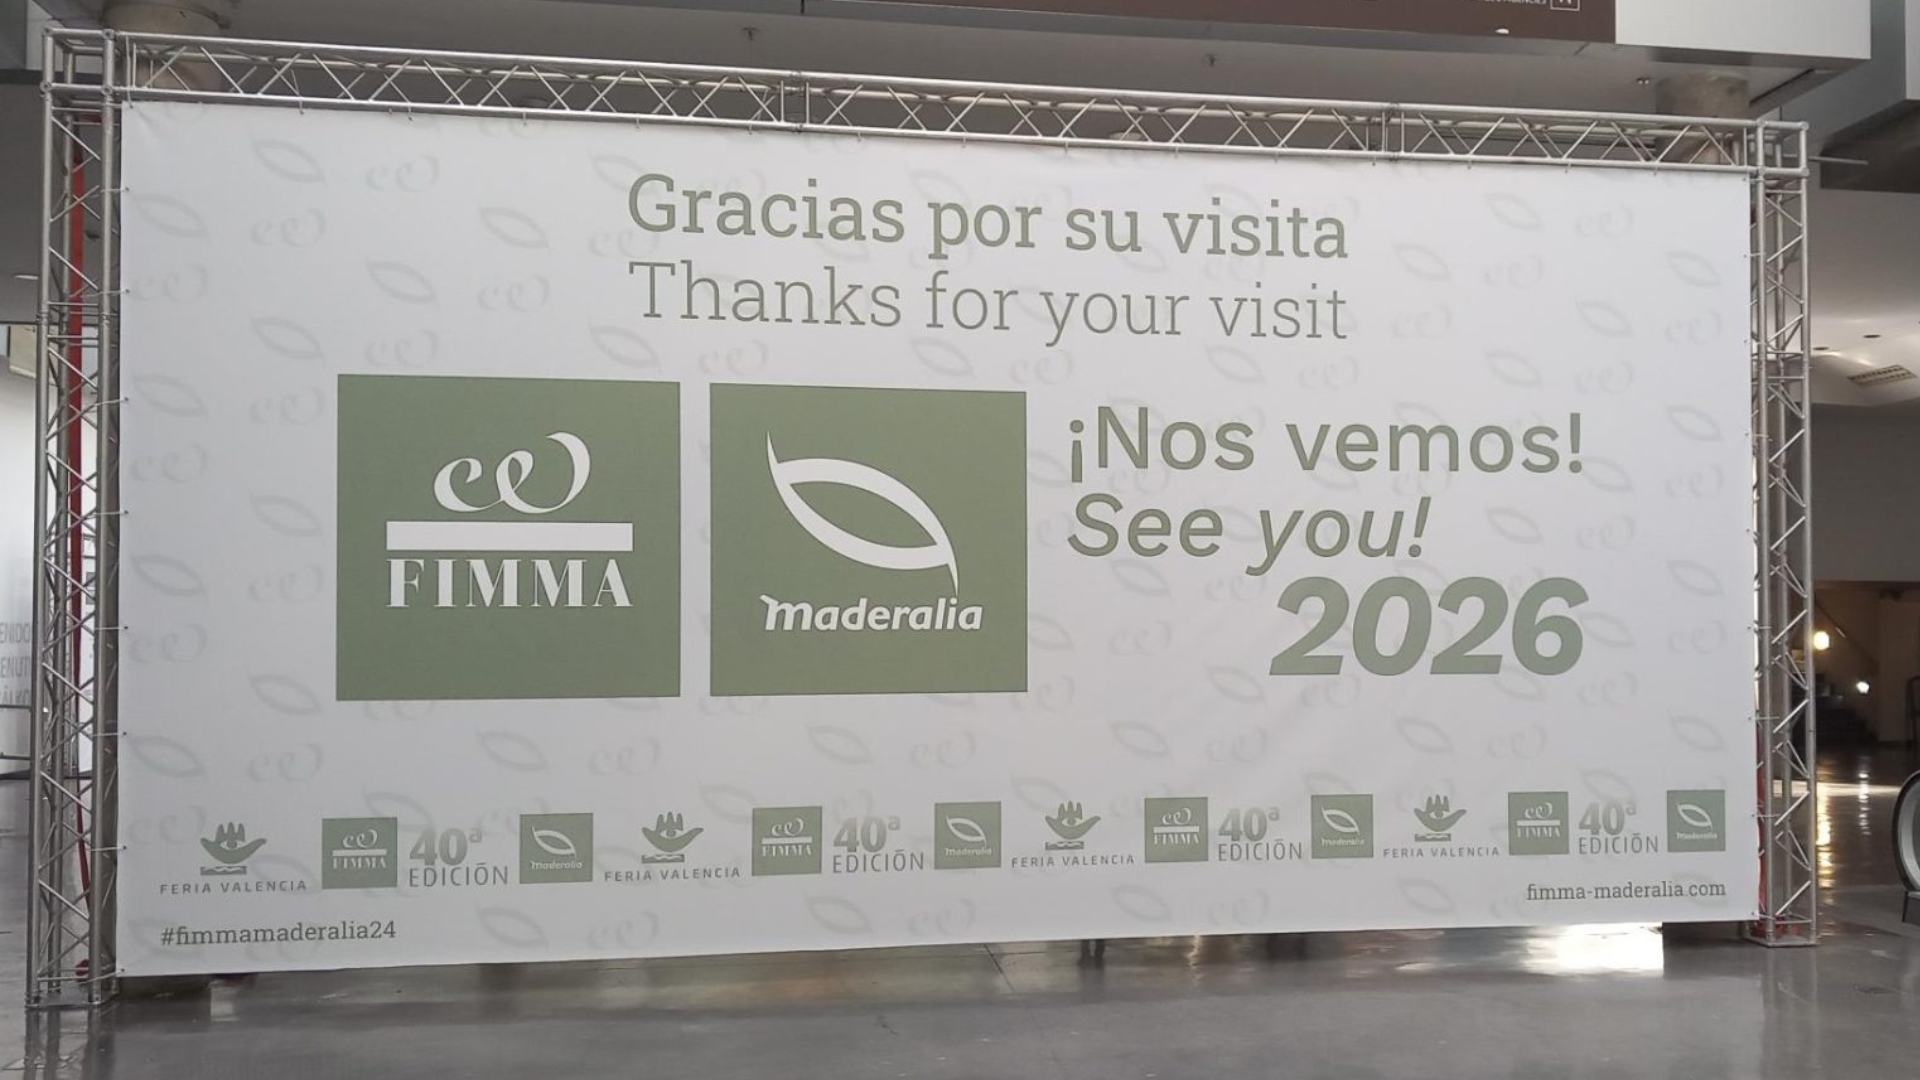 Gracias por su visita
Thanks for your visit
FIMMA
maderalia
¡Nos vemos!
See you!
2026
FERIA VALENCIA
FIMMA
40ª EDICIÓN
maderalia
FERIA VALENCIA
FIMMA
40ª EDICIÓN
maderalia
FERIA VALENCIA
FIMMA
40ª EDICIÓN
maderalia
FERIA VALENCIA
FIMMA
40ª EDICIÓN
maderalia
fimma-maderalia.com
#fimmamaderalia24